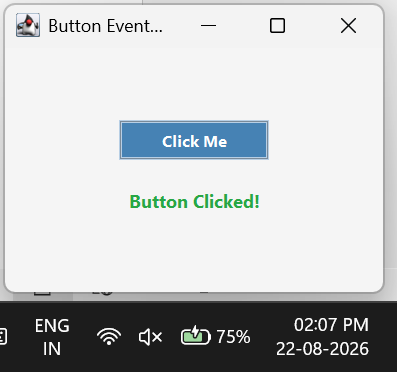 Button Event...
Click Me
Button Clicked!
ENG
IN
75%
02:07 PM
22-08-2026